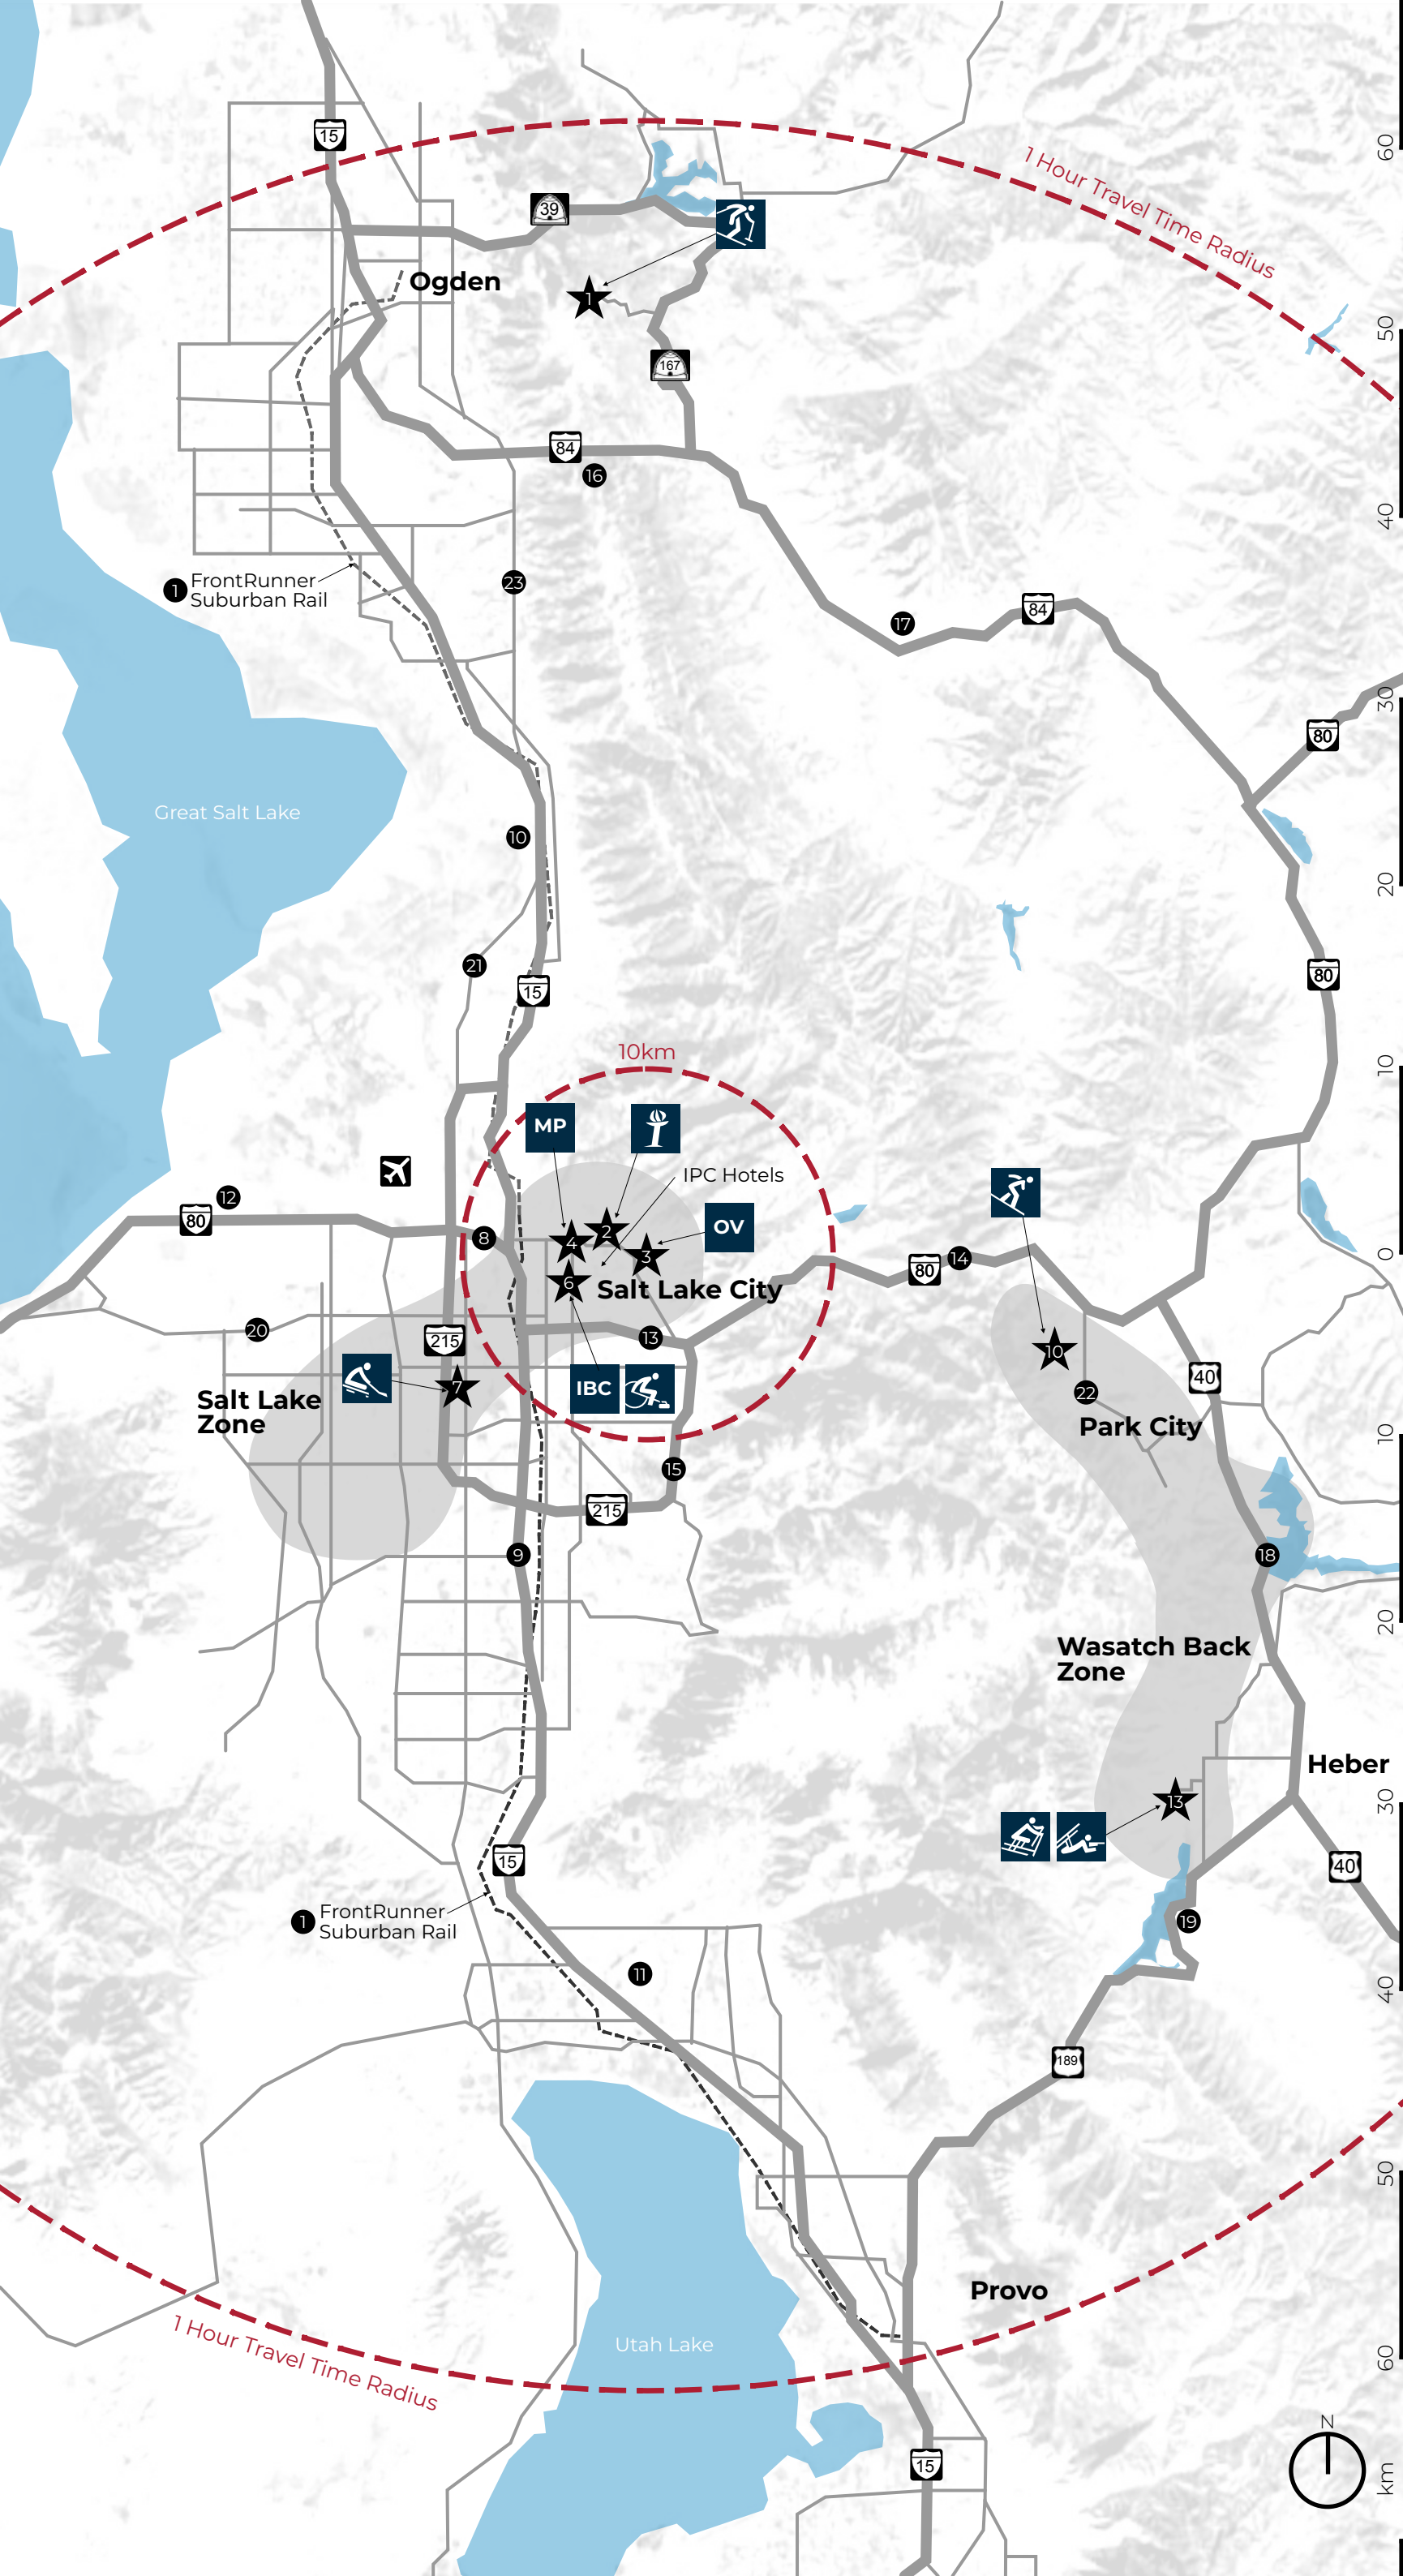 15
60
1 Hour Travel Time Radius
39
Ogden
1
50
167
84
16
40
1
FrontRunner
Suburban Rail
23
17
84
30
80
Great Salt Lake
10
20
21
15
80
10km
10
MP
IPC Hotels
12
80
8
4
2
3
OV
80
14
0
6
Salt Lake City
20
215
13
10
7
IBC
22
40
Salt Lake
Zone
Park City
10
15
215
9
18
20
Wasatch Back
Zone
Heber
13
30
15
40
1
FrontRunner
Suburban Rail
19
11
40
189
50
Provo
1 Hour Travel Time Radius
Utah Lake
60
N
15
km